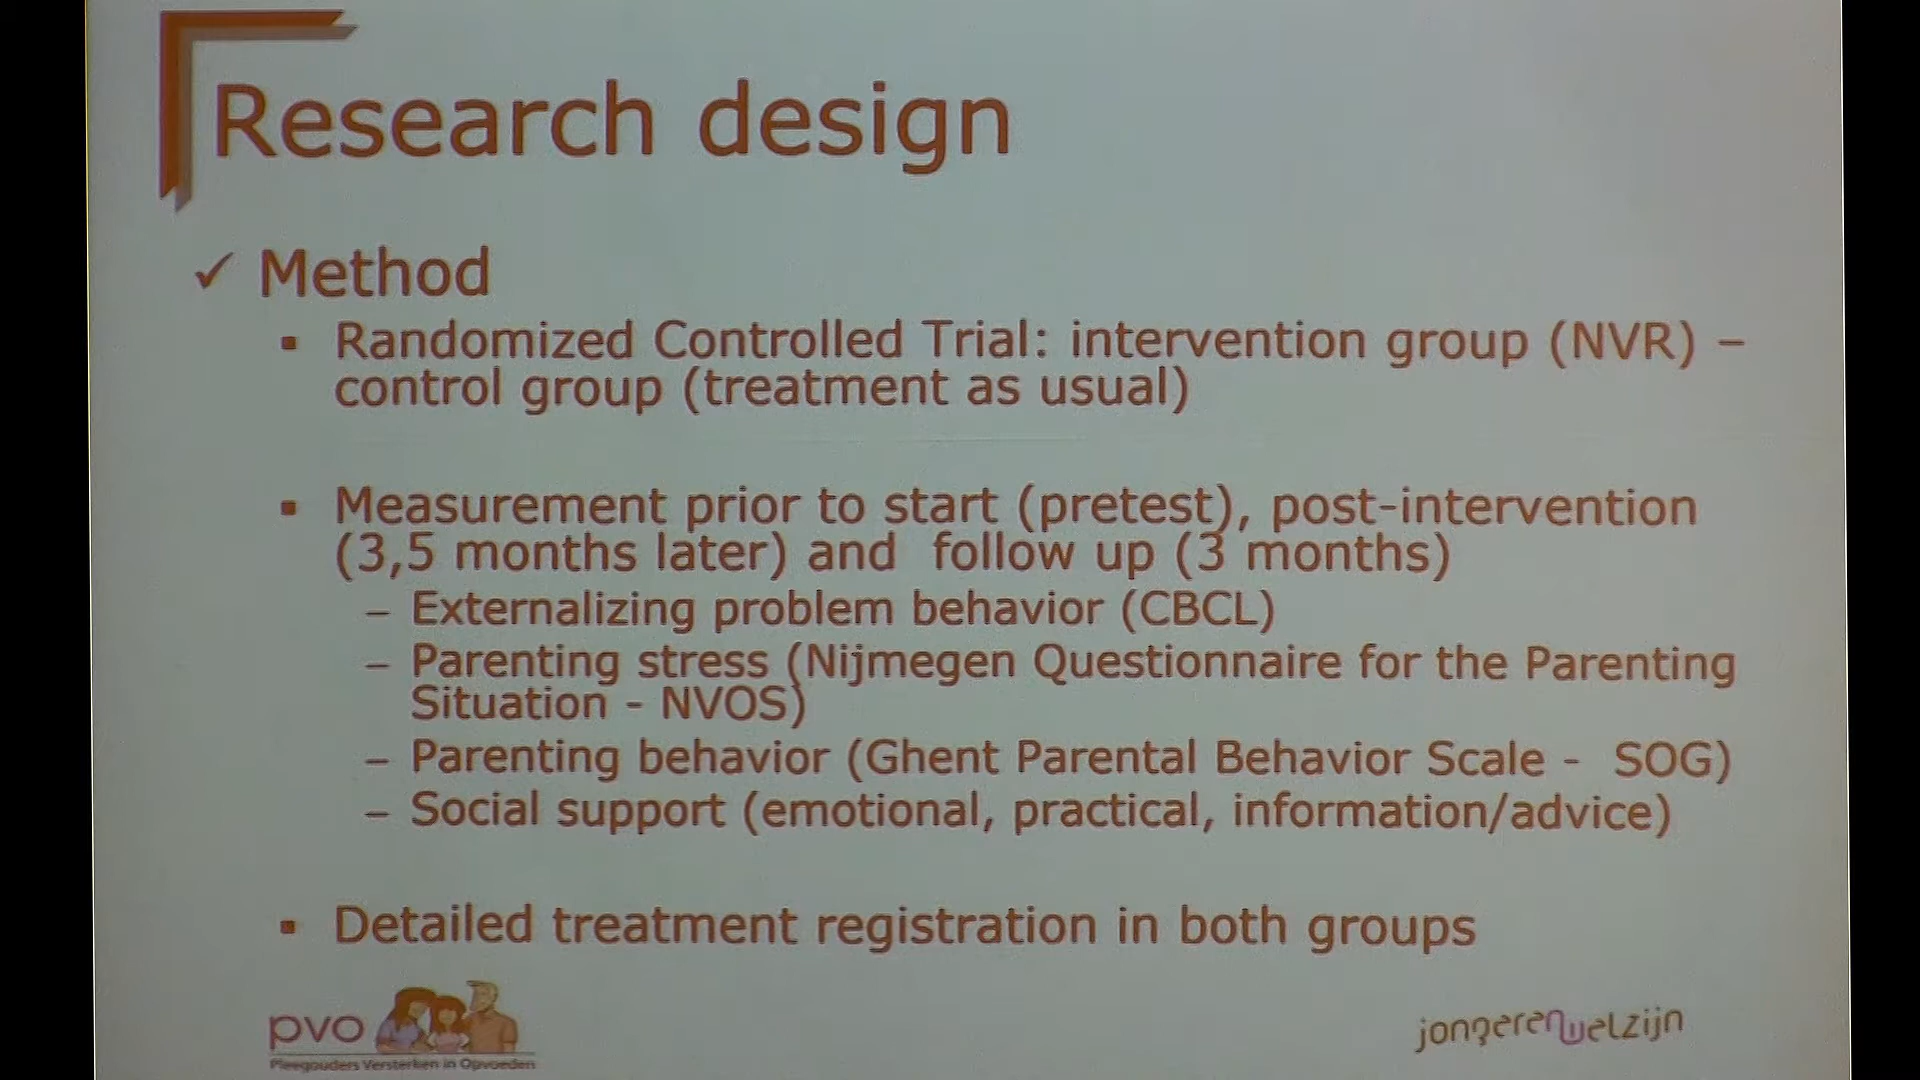 Research design
✓ Method
▪ Randomized Controlled Trial: intervention group (NVR) –
control group (treatment as usual)
▪ Measurement prior to start (pretest), post-intervention
(3,5 months later) and follow up (3 months)
– Externalizing problem behavior (CBCL)
– Parenting stress (Nijmegen Questionnaire for the Parenting
Situation - NVOS)
– Parenting behavior (Ghent Parental Behavior Scale - SOG)
– Social support (emotional, practical, information/advice)
▪ Detailed treatment registration in both groups
pvo
Pleegouders Versterken in Opvoeden
jongerenwelzijn